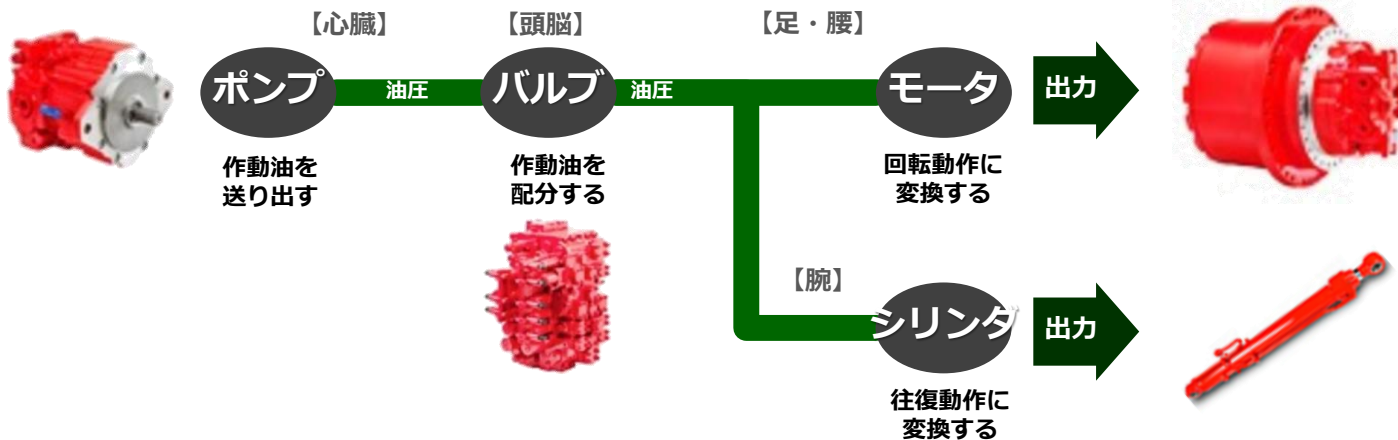 【心臓】
【頭脳】
【足・腰】
ポンプ
油圧
バルブ
油圧
モータ
出力
作動油を
送り出す
作動油を
配分する
回転動作に
変換する
【腕】
シリンダ
出力
往復動作に
変換する